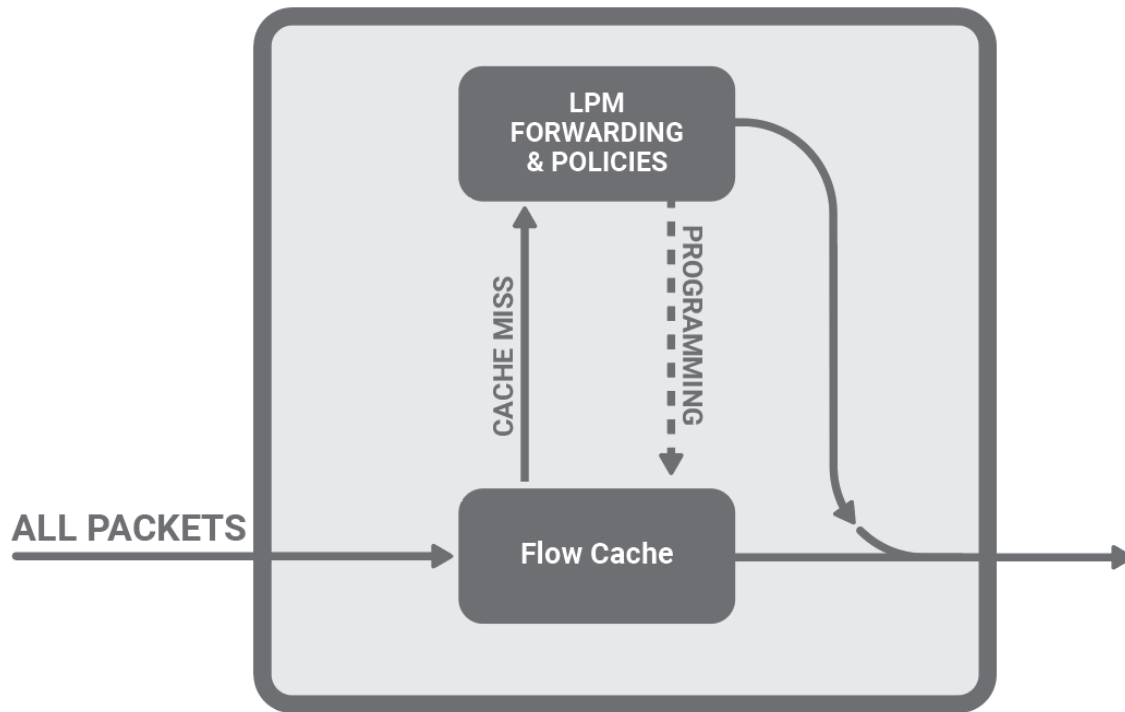 LPM
FORWARDING
& POLICIES
CACHE MISS
PROGRAMMING
ALL PACKETS
Flow Cache